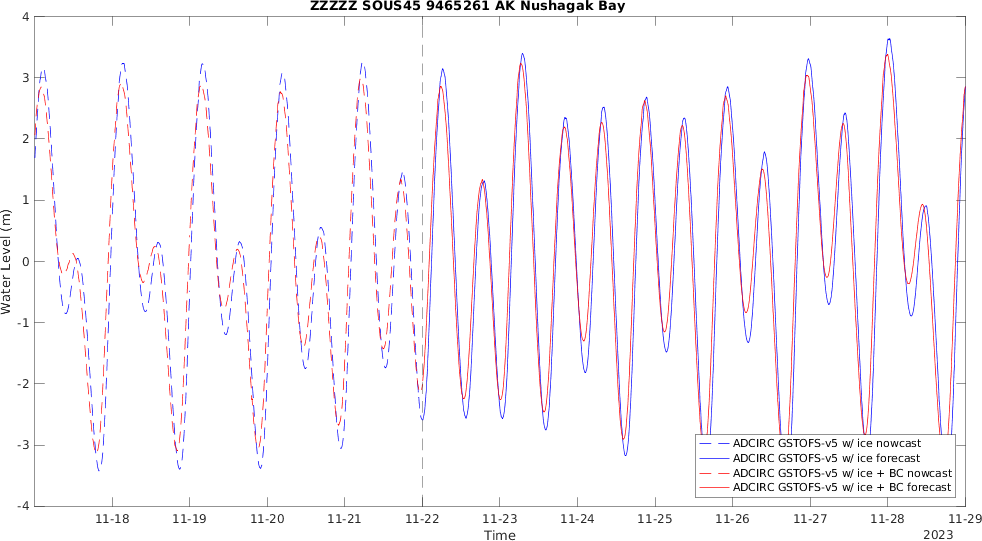 ZZZZZ SOUS45 9465261 AK Nushagak Bay
Water Level (m)
4
3
2
1
0
-1
-2
-3
-4
ADCIRC GSTOFS-v5 w/ ice nowcast
ADCIRC GSTOFS-v5 w/ ice forecast
ADCIRC GSTOFS-v5 w/ ice + BC nowcast
ADCIRC GSTOFS-v5 w/ ice + BC forecast
11-18 11-19 11-20 11-21 11-22 11-23 11-24 11-25 11-26 11-27 11-28 11-29
Time
2023